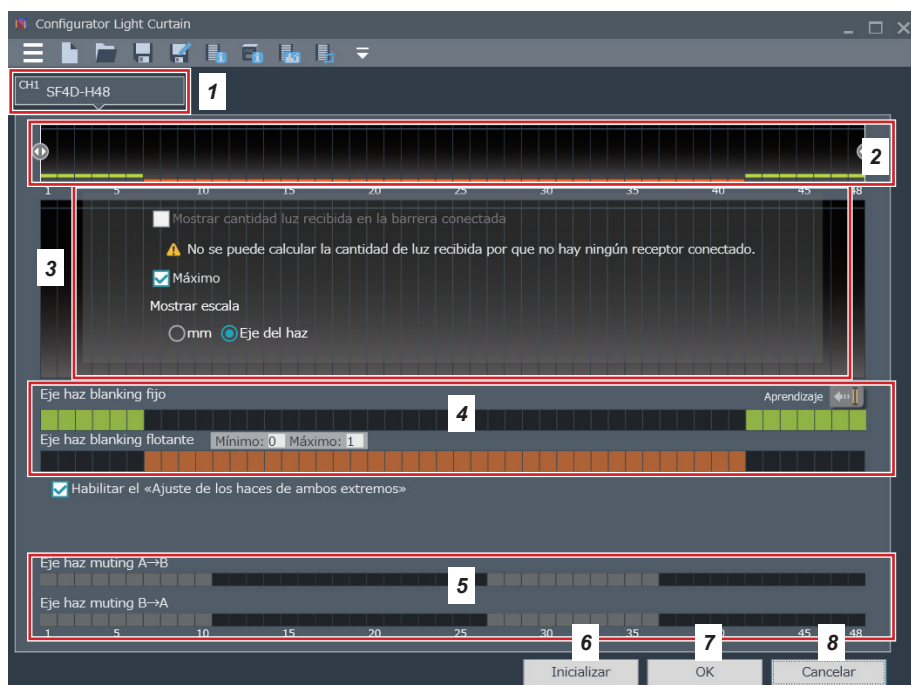 Configurator Light Curtain
CH1 SF4D-H48
1
2
1 5 10 15 20 25 30 35 40 45 48
3
Mostrar cantidad luz recibida en la barrera conectada
No se puede calcular la cantidad de luz recibida por que no hay ningún receptor conectado.
Máximo
Mostrar escala
mm Eje del haz
Eje haz blanking fijo
Aprendizaje
4
Eje haz blanking flotante Mínimo: 0 Máximo: 1
Habilitar el «Ajuste de los haces de ambos extremos»
Eje haz muting A→B
5
Eje haz muting B→A
1 5 10 15 20 25 30 35 45 48
6 7 8
Inicializar OK Cancelar